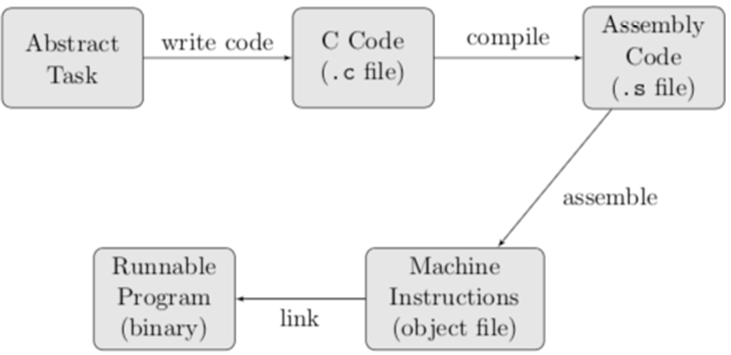 Abstract
Task
write code
C Code
(.c file)
compile
Assembly
Code
(.s file)
assemble
Runnable
Program
(binary)
link
Machine
Instructions
(object file)